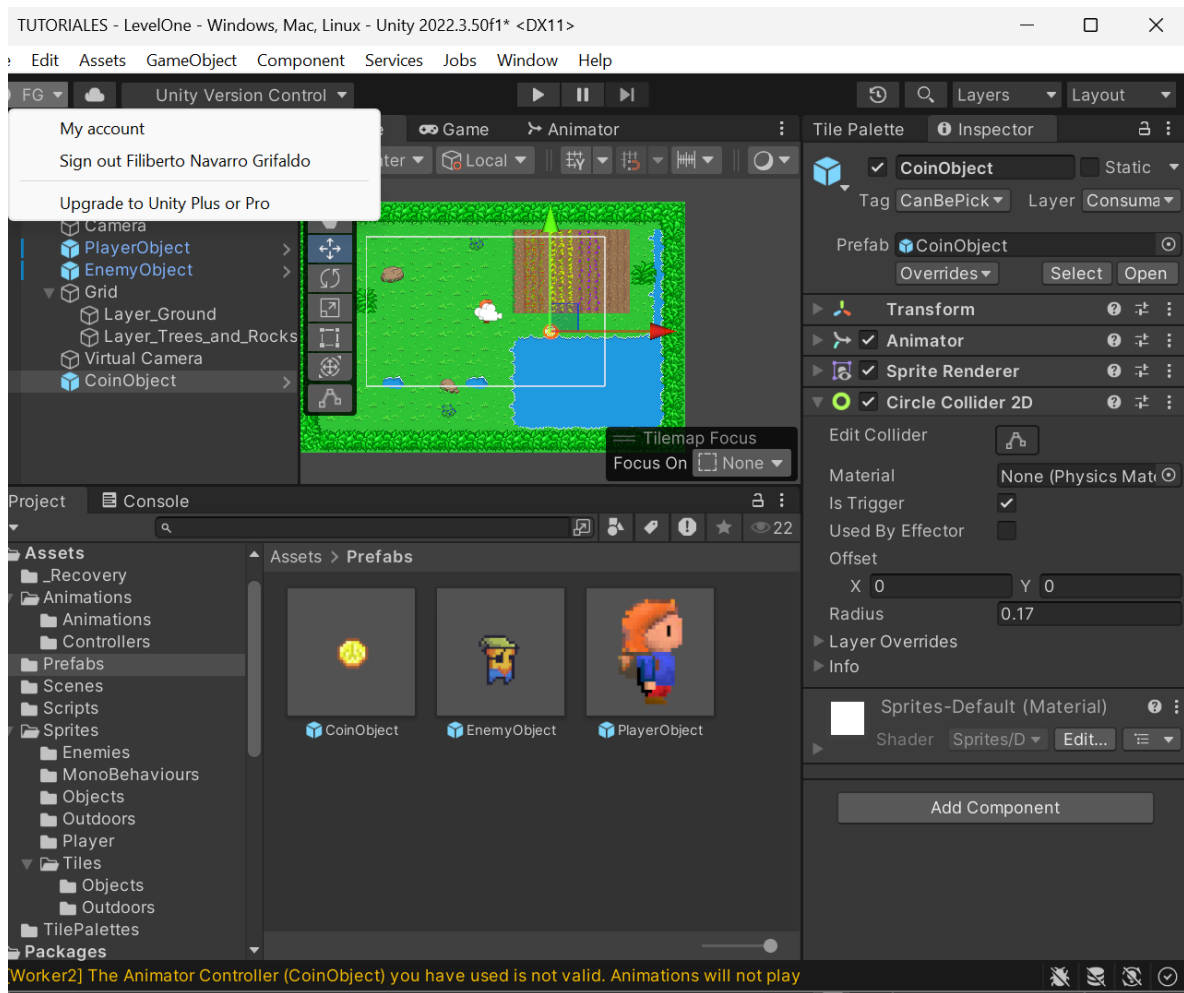 TUTORIALES - LevelOne - Windows, Mac, Linux - Unity 2022.3.50f1* <DX11>
Edit Assets GameObject Component Services Jobs Window Help
FG Unity Version Control Layers Layout
My account
Sign out Filiberto Navarro Grifaldo
Upgrade to Unity Plus or Pro
Game Animator
Local
Camera
PlayerObject
EnemyObject
Grid
Layer_Ground
Layer_Trees_and_Rocks
Virtual Camera
CoinObject
Tilemap Focus
Focus On None
Tile Palette Inspector
CoinObject Static
Tag CanBePick Layer Consuma
Prefab CoinObject
Overrides Select Open
Transform
Animator
Sprite Renderer
Circle Collider 2D
Edit Collider
Material None (Physics Mat
Is Trigger
Used By Effector
Offset
X 0 Y 0
Radius 0.17
Layer Overrides
Info
Sprites-Default (Material)
Shader Sprites/D Edit...
Add Component
Project Console
22
Assets
_Recovery
Animations
Animations
Controllers
Prefabs
Scenes
Scripts
Sprites
Enemies
MonoBehaviours
Objects
Outdoors
Player
Tiles
Objects
Outdoors
TilePalettes
Packages
Assets > Prefabs
CoinObject EnemyObject PlayerObject
[Worker2] The Animator Controller (CoinObject) you have used is not valid. Animations will not play